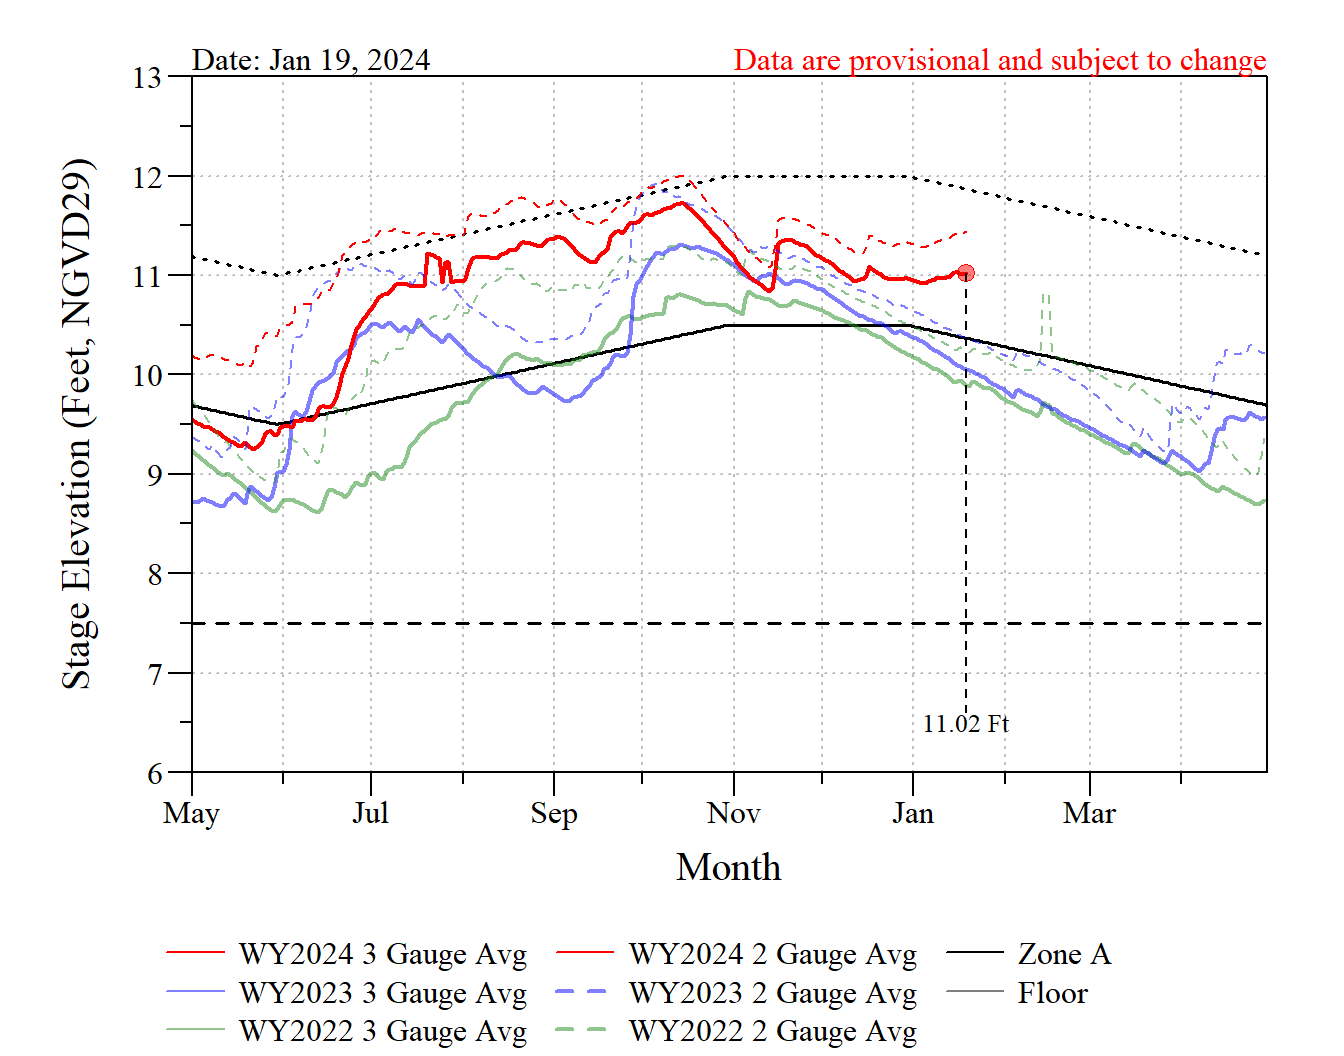 Date: Jan 19, 2024
Data are provisional and subject to change
13
12
11
10
9
8
7
6
Stage Elevation (Feet, NGVD29)
11.02 Ft
May Jul Sep Nov Jan Mar
Month
WY2024 3 Gauge Avg WY2024 2 Gauge Avg Zone A
WY2023 3 Gauge Avg WY2023 2 Gauge Avg Floor
WY2022 3 Gauge Avg WY2022 2 Gauge Avg